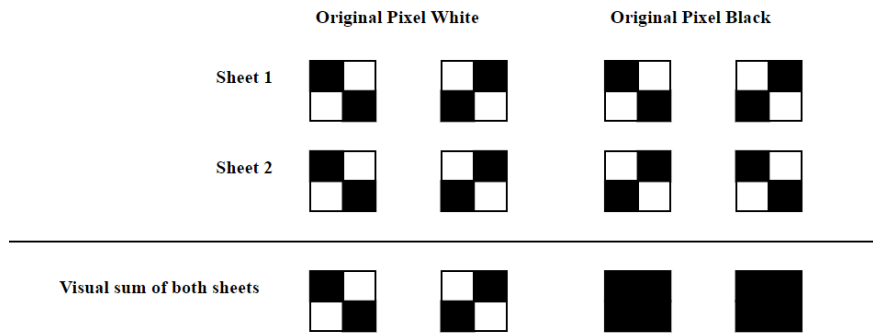 Original Pixel White Original Pixel Black
Sheet 1
Sheet 2
Visual sum of both sheets